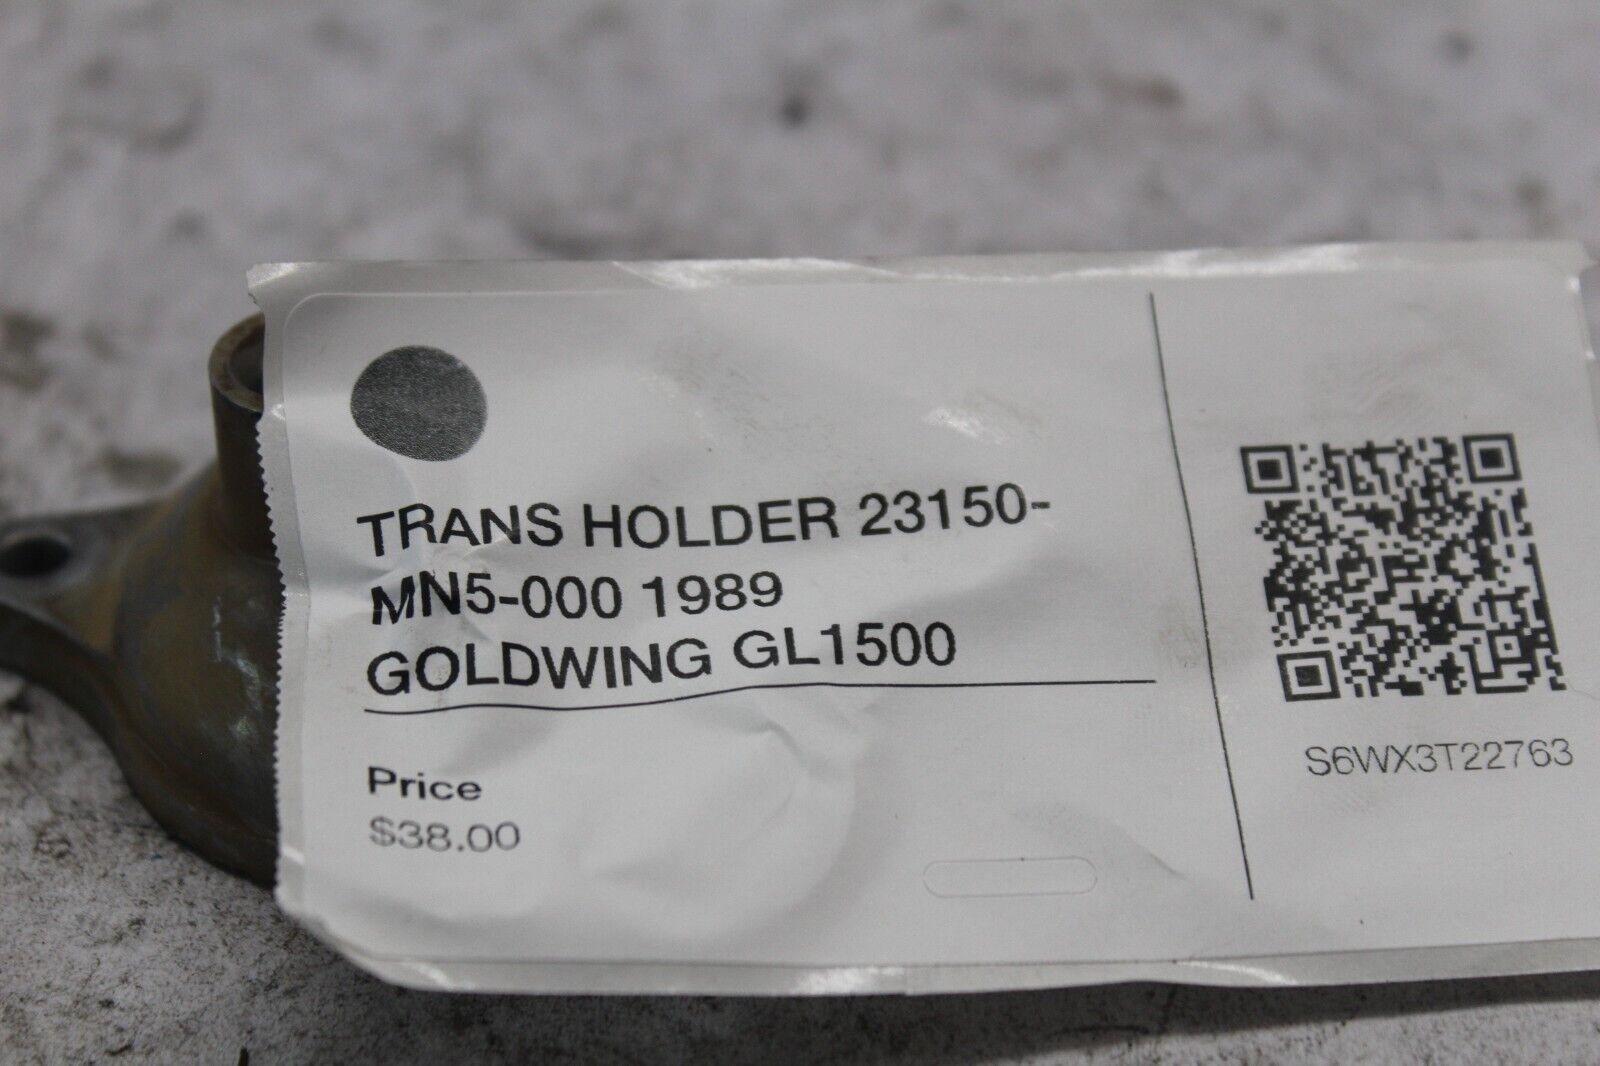 TRANS HOLDER 23150-
MN5-000 1989
GOLDWING GL1500
Price
$38.00
S6WX3T22763